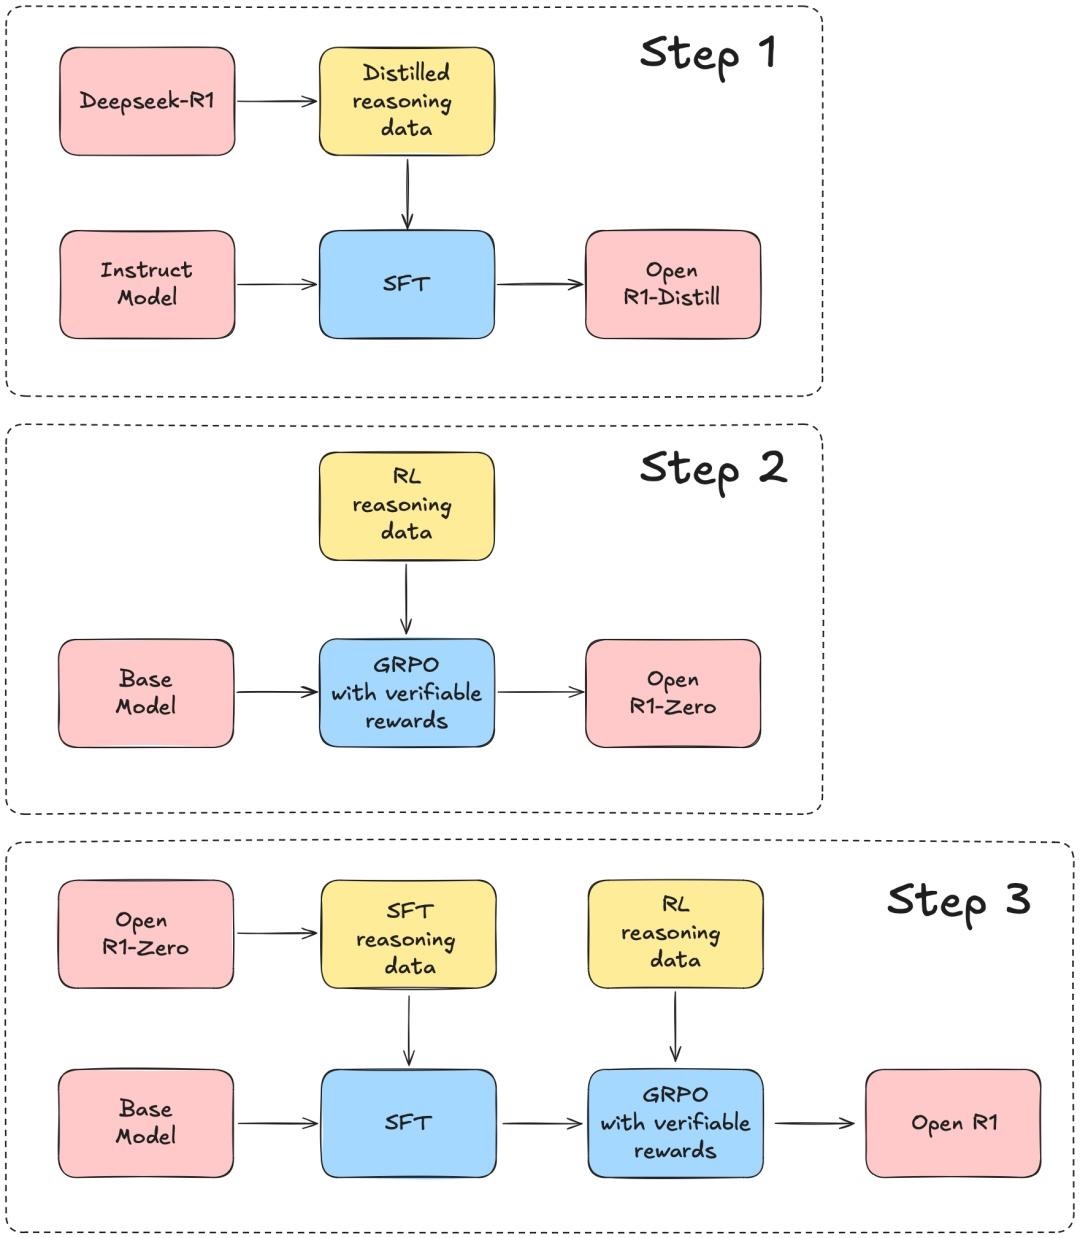 Step 1
Deepseek-R1
Distilled
reasoning
data
Instruct
Model
SFT
Open
R1-Distill
Step 2
RL
reasoning
data
Base
Model
GRPO
with verifiable
rewards
Open
R1-Zero
Step 3
Open
R1-Zero
SFT
reasoning
data
RL
reasoning
data
Base
Model
SFT
GRPO
with verifiable
rewards
Open R1